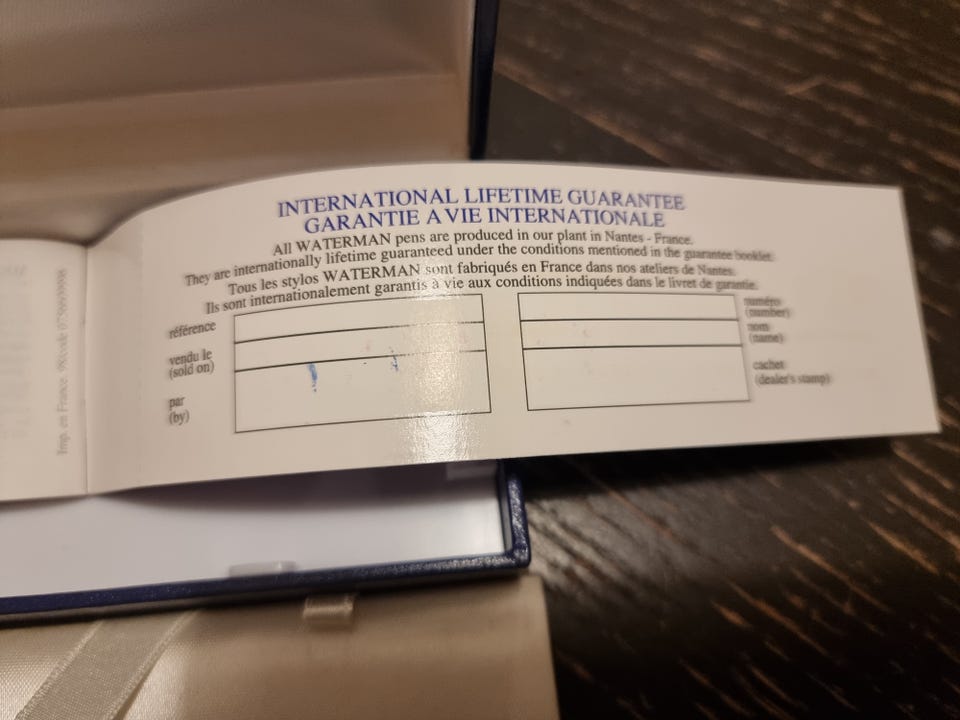 INTERNATIONAL LIFETIME GUARANTEE
GARANTIE A VIE INTERNATIONALE
All WATERMAN pens are produced in our plant in Nantes - France.
They are internationally lifetime guaranteed under the conditions mentioned in the guarantee booklet.
Tous les stylos WATERMAN sont fabriqués en France dans nos ateliers de Nantes.
Ils sont internationalement garantis à vie aux conditions indiquées dans le livret de garantie.
référence
vendu le
(sold on)
par
(by)
numéro
(number)
nom
(name)
cachet
(dealer's stamp)
Imp. en France.